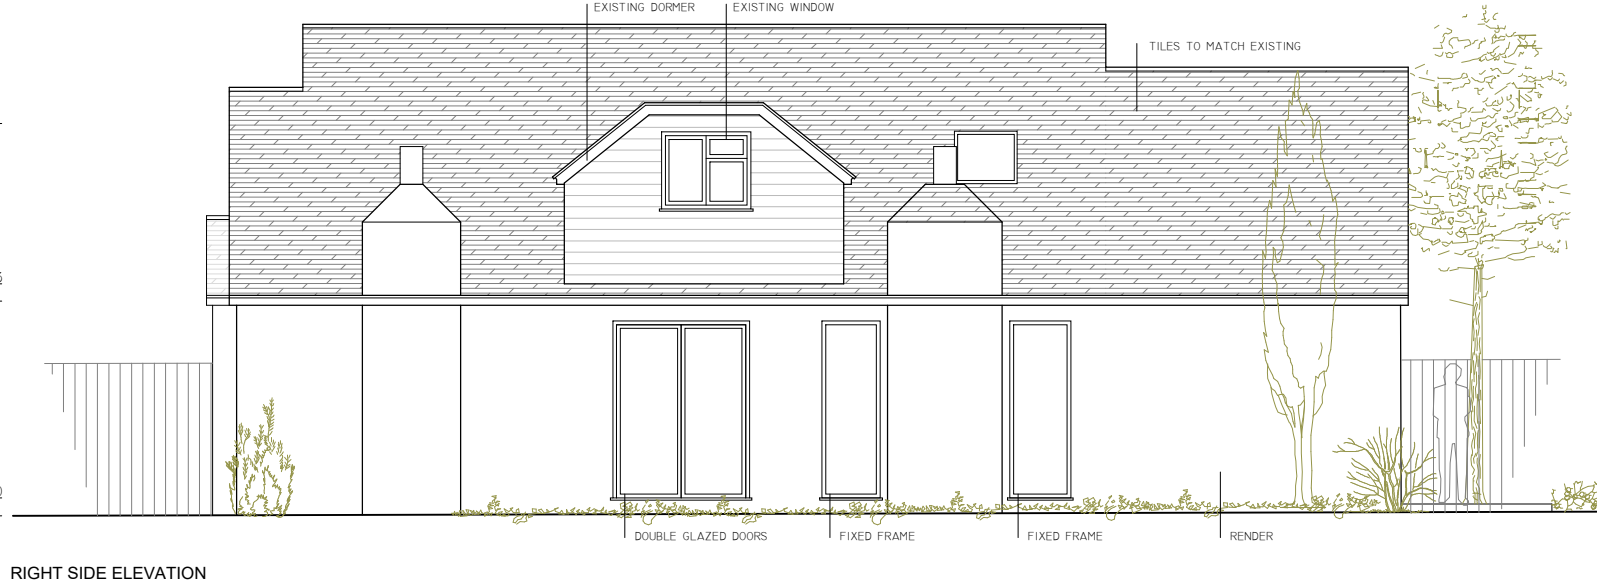 EXISTING DORMER
EXISTING WINDOW
TILES TO MATCH EXISTING
DOUBLE GLAZED DOORS
FIXED FRAME
FIXED FRAME
RENDER
RIGHT SIDE ELEVATION